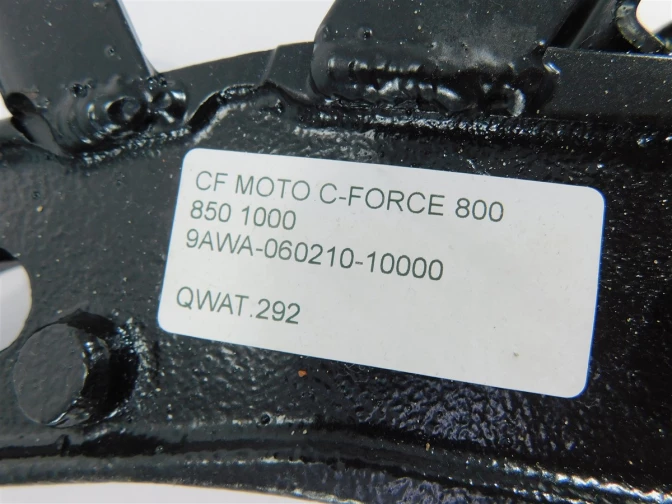 CF MOTO C-FORCE 800
850 1000
9AWA-060210-10000
QWAT.292